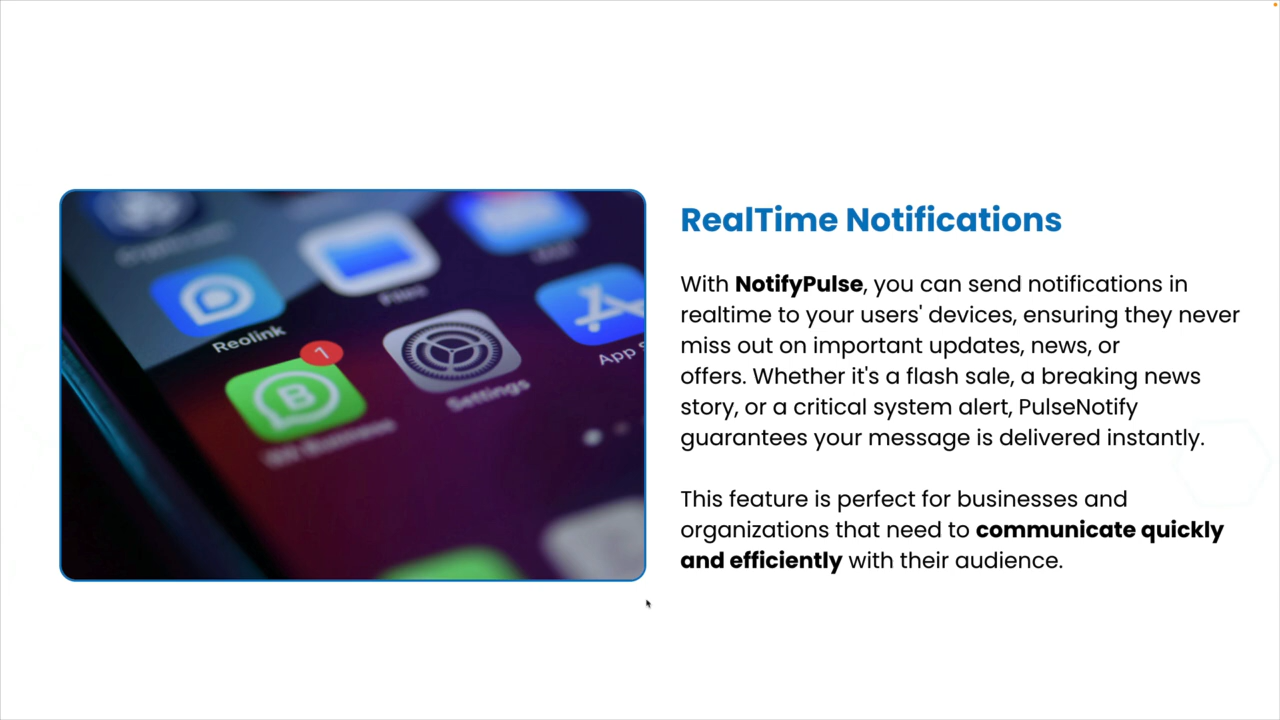 RealTime Notifications
With NotifyPulse, you can send notifications in
realtime to your users' devices, ensuring they never
miss out on important updates, news, or
offers. Whether it's a flash sale, a breaking news
story, or a critical system alert, PulseNotify
guarantees your message is delivered instantly.
This feature is perfect for businesses and
organizations that need to communicate quickly
and efficiently with their audience.
Files
Reolink
App S
1
Settings
B
WA Business